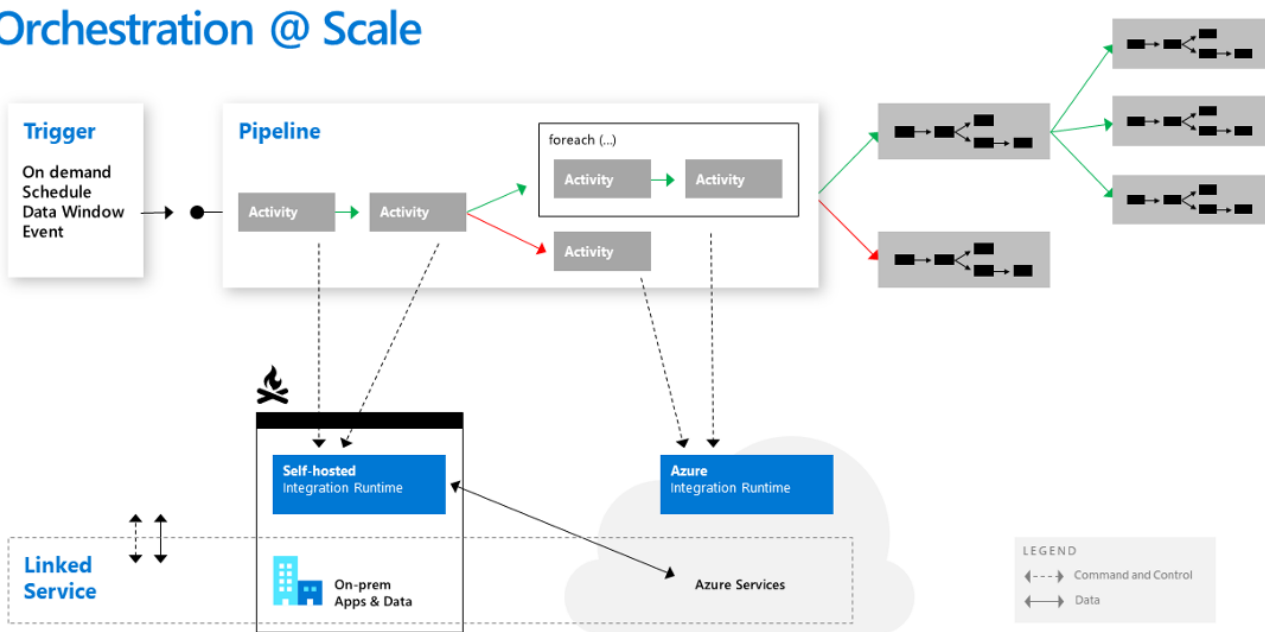 Orchestration @ Scale
Trigger
On demand
Schedule
Data Window
Event
Pipeline
Activity
Activity
foreach (...)
Activity
Activity
Activity
Self-hosted
Integration Runtime
Azure
Integration Runtime
Linked
Service
On-prem
Apps & Data
Azure Services
LEGEND
Command and Control
Data